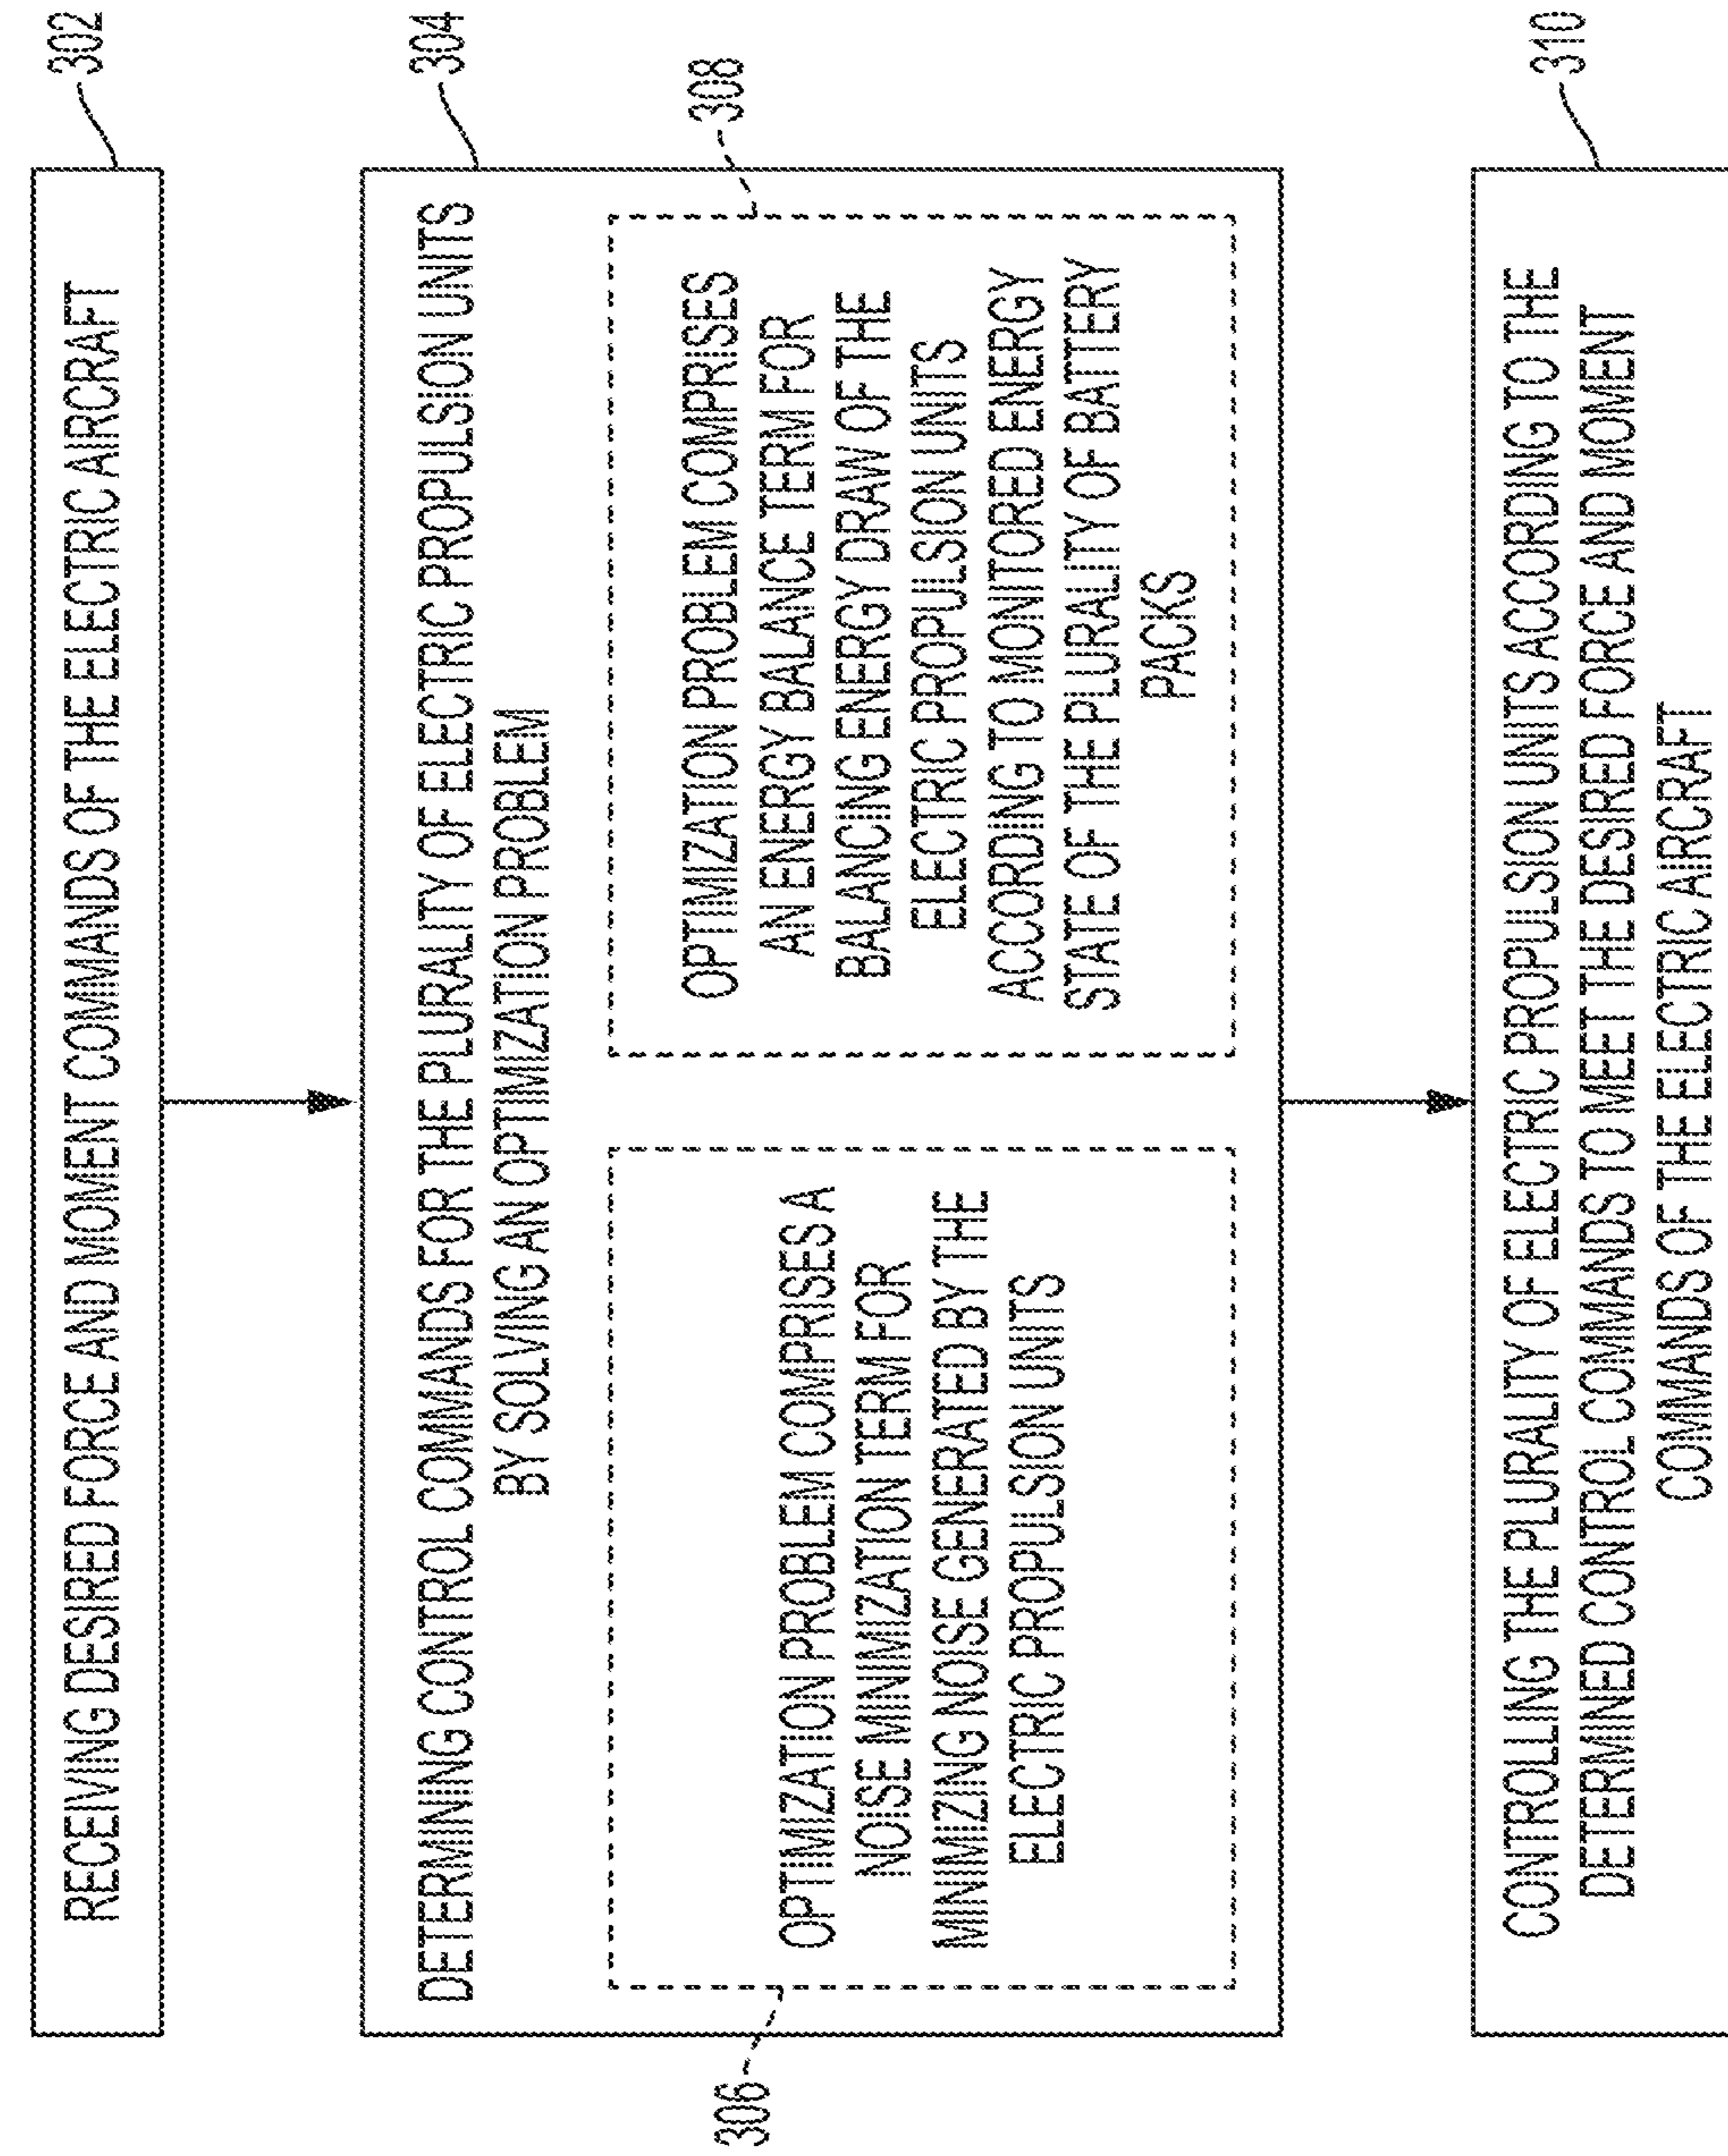 302
RECEIVING DESIRED FORCE AND MOMENT COMMANDS OF THE ELECTRIC AIRCRAFT
304
DETERMINING CONTROL COMMANDS FOR THE PLURALITY OF ELECTRIC PROPULSION UNITS
BY SOLVING AN OPTIMIZATION PROBLEM
306
OPTIMIZATION PROBLEM COMPRISES A
NOISE MINIMIZATION TERM FOR
MINIMIZING NOISE GENERATED BY THE
ELECTRIC PROPULSION UNITS
308
OPTIMIZATION PROBLEM COMPRISES
AN ENERGY BALANCE TERM FOR
BALANCING ENERGY DRAW OF THE
ELECTRIC PROPULSION UNITS
ACCORDING TO MONITORED ENERGY
STATE OF THE PLURALITY OF BATTERY
PACKS
310
CONTROLLING THE PLURALITY OF ELECTRIC PROPULSION UNITS ACCORDING TO THE
DETERMINED CONTROL COMMANDS TO MEET THE DESIRED FORCE AND MOMENT
COMMANDS OF THE ELECTRIC AIRCRAFT